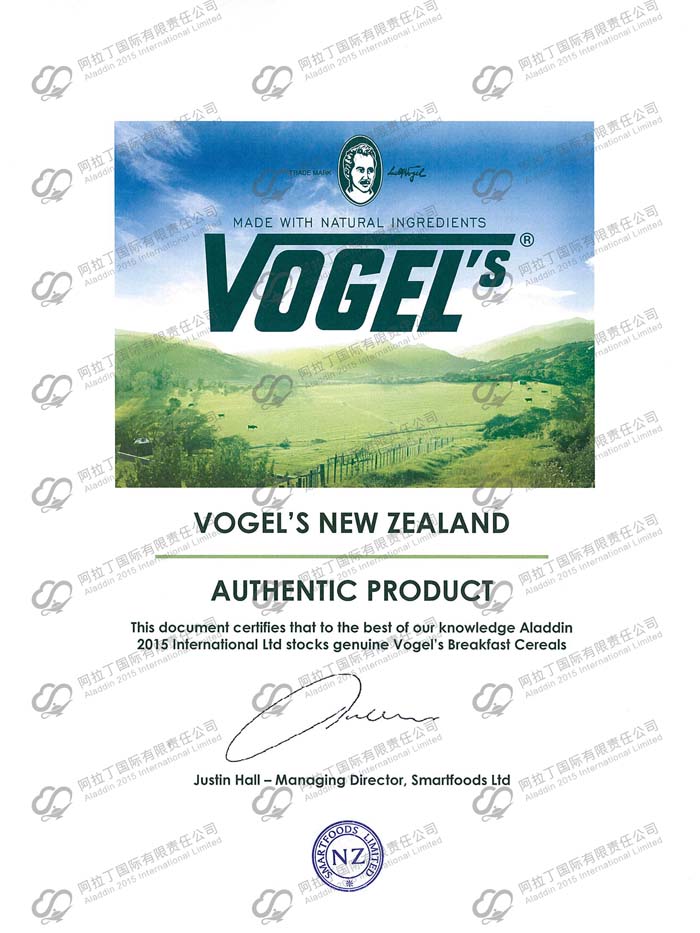 TRADE MARK
MADE WITH NATURAL INGREDIENTS
VOGEL'S®
VOGEL'S NEW ZEALAND
AUTHENTIC PRODUCT
This document certifies that to the best of our knowledge Aladdin
2015 International Ltd stocks genuine Vogel's Breakfast Cereals
Justin Hall – Managing Director, Smartfoods Ltd
SMARTFOODS LIMITED
NZ
阿拉丁国际有限责任公司
Aladdin 2015 International Limited